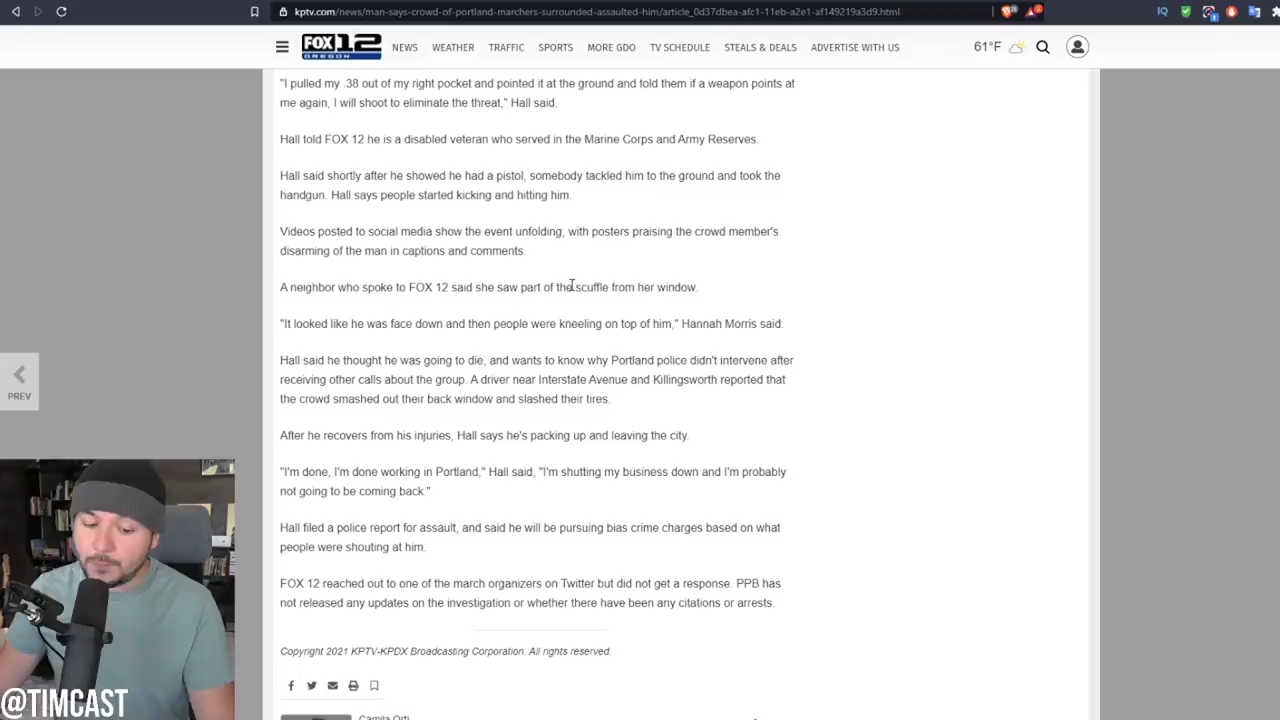 kptv.com/news/man-says-crowd-of-portland-marchers-surrounded-assaulted-him/article_0d37dbea-afc1-11eb-a2e1-af149219a3d9.html
FOX 12 OREGON NEWS WEATHER TRAFFIC SPORTS MORE GDO TV SCHEDULE STEALS & DEALS ADVERTISE WITH US 61°F
"I pulled my .38 out of my right pocket and pointed it at the ground and told them if a weapon points at
me again, I will shoot to eliminate the threat," Hall said.
Hall told FOX 12 he is a disabled veteran who served in the Marine Corps and Army Reserves.
Hall said shortly after he showed he had a pistol, somebody tackled him to the ground and took the
handgun. Hall says people started kicking and hitting him.
Videos posted to social media show the event unfolding, with posters praising the crowd member's
disarming of the man in captions and comments.
A neighbor who spoke to FOX 12 said she saw part of the scuffle from her window.
"It looked like he was face down and then people were kneeling on top of him," Hannah Morris said.
Hall said he thought he was going to die, and wants to know why Portland police didn't intervene after
receiving other calls about the group. A driver near Interstate Avenue and Killingsworth reported that
the crowd smashed out their back window and slashed their tires.
PREV
After he recovers from his injuries, Hall says he's packing up and leaving the city.
"I'm done, I'm done working in Portland," Hall said, "I'm shutting my business down and I'm probably
not going to be coming back."
Hall filed a police report for assault, and said he will be pursuing bias crime charges based on what
people were shouting at him.
FOX 12 reached out to one of the march organizers on Twitter but did not get a response. PPB has
not released any updates on the investigation or whether there have been any citations or arrests.
Copyright 2021 KPTV-KPDX Broadcasting Corporation. All rights reserved.
@TIMCAST
Camila Orti